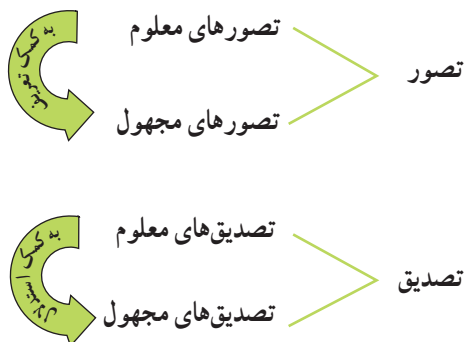 تصور
تصورهای معلوم
به کمک تعریف
تصورهای مجهول
تصدیق
تصدیق‌های معلوم
به کمک استدلال
تصدیق‌های مجهول